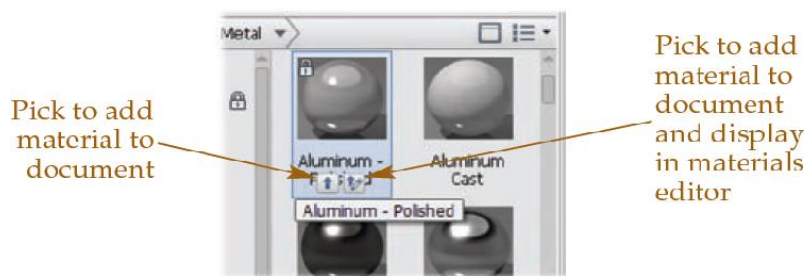 Metal
Pick to add
material to
document
Aluminum -
Polished
Aluminum
Cast
Aluminum - Polished
Pick to add
material to
document
and display
in materials
editor